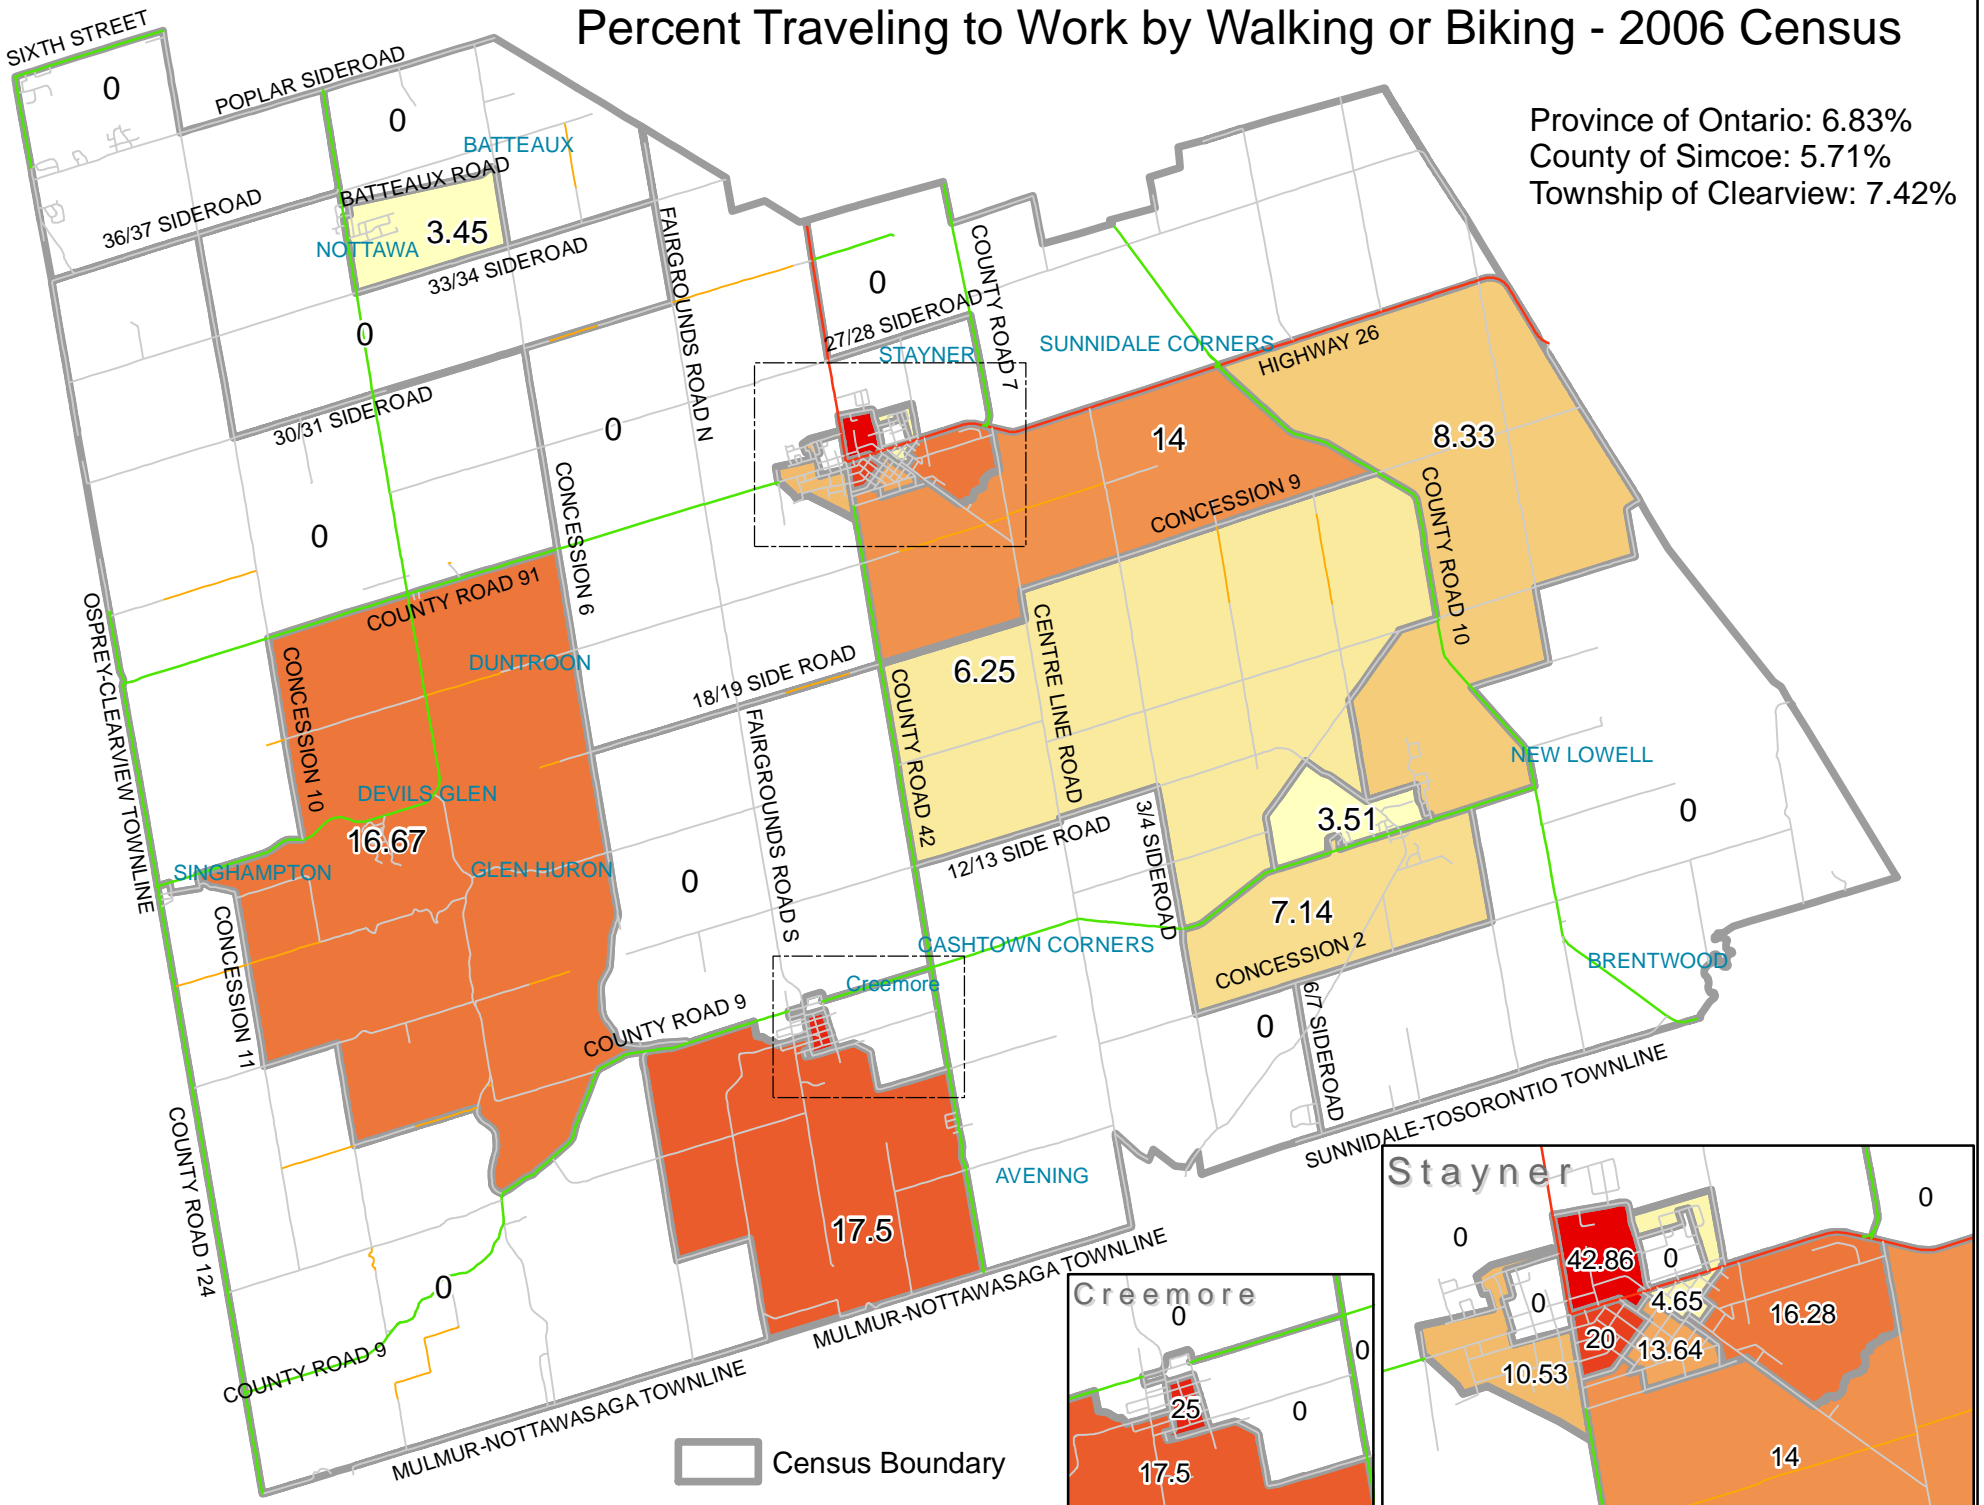 Percent Traveling to Work by Walking or Biking - 2006 Census
Province of Ontario: 6.83%
County of Simcoe: 5.71%
Township of Clearview: 7.42%
SIXTH STREET
0
POPLAR SIDEROAD
0
BATTEAUX
BATTEAUX ROAD
36/37 SIDEROAD
NOTTAWA
3.45
33/34 SIDEROAD
FAIRGROUNDS ROAD N
0
COUNTY ROAD 7
27/28 SIDEROAD
STAYNER
SUNNIDALE CORNERS
HIGHWAY 26
0
30/31 SIDEROAD
0
14
8.33
CONCESSION 9
COUNTY ROAD 10
CONCESSION 6
0
COUNTY ROAD 91
OSPREY-CLEARVIEW TOWNLINE
CONCESSION 10
DUNTROON
18/19 SIDE ROAD
6.25
CENTRE LINE ROAD
COUNTY ROAD 42
FAIRGROUNDS ROAD S
NEW LOWELL
DEVILS GLEN
16.67
SINGHAMPTON
GLEN HURON
0
12/13 SIDE ROAD
3/4 SIDEROAD
3.51
0
7.14
CONCESSION 11
CASHTOWN CORNERS
CONCESSION 2
BRENTWOOD
Creemore
COUNTY ROAD 9
0
6/7 SIDEROAD
SUNNIDALE-TOSORONTIO TOWNLINE
COUNTY ROAD 124
AVENING
17.5
0
MULMUR-NOTTAWASAGA TOWNLINE
COUNTY ROAD 9
MULMUR-NOTTAWASAGA TOWNLINE
Census Boundary
Creemore
0
0
25
0
17.5
Stayner
0
0
42.86
0
0
4.65
16.28
20
13.64
10.53
14